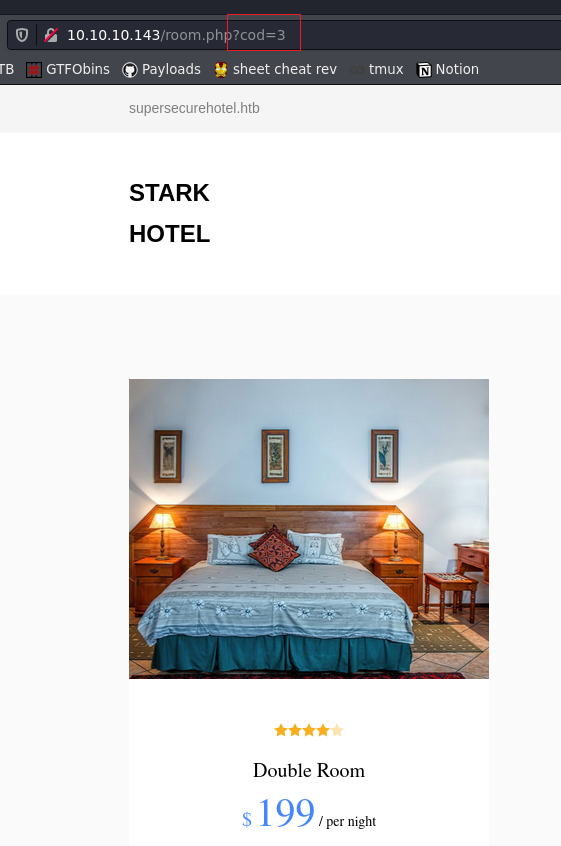 10.10.10.143/room.php?cod=3
TB GTFObins Payloads sheet cheat rev tmux Notion
supersecurehotel.htb
STARK
HOTEL
Double Room
$ 199 / per night